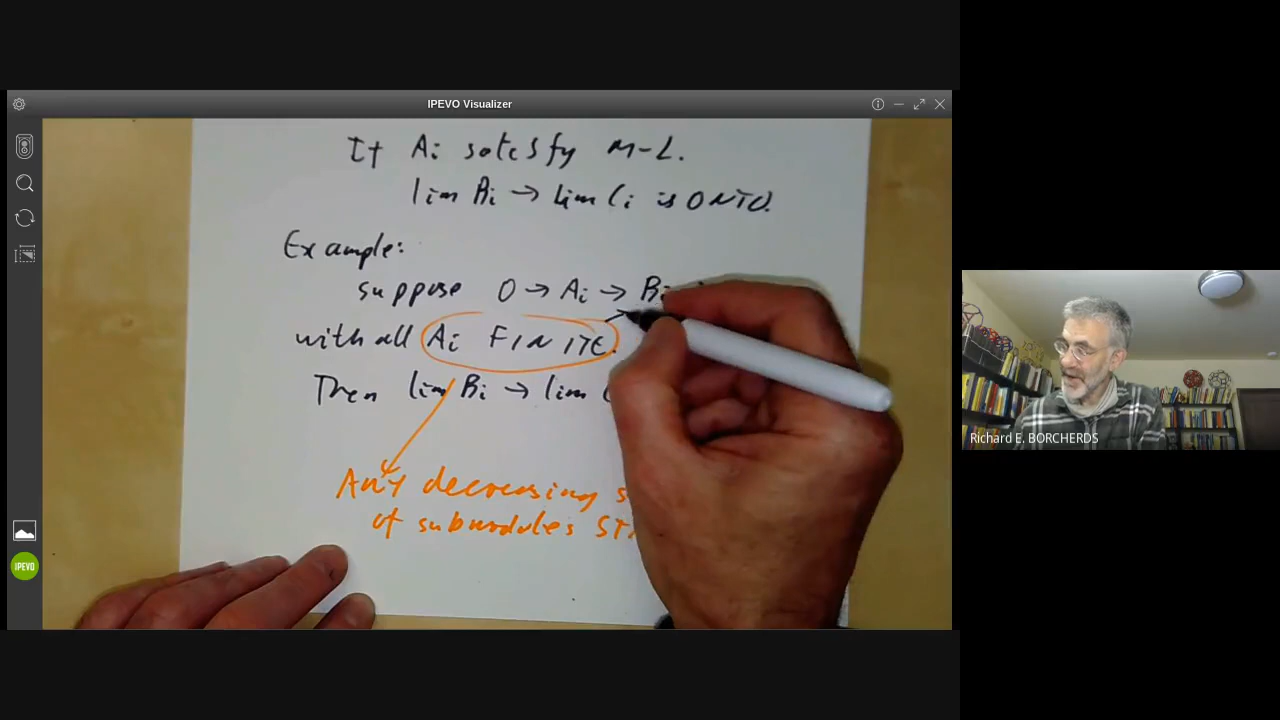 IPEVO Visualizer
If Ai satisfy M-L.
lim Bi → lim Ci is ONTO.
Example:
suppose 0 → Ai → Bi
with all Ai FINITE.
Then lim Bi → lim
Any decreasing
of submodules
IPEVO
Richard E. BORCHERDS